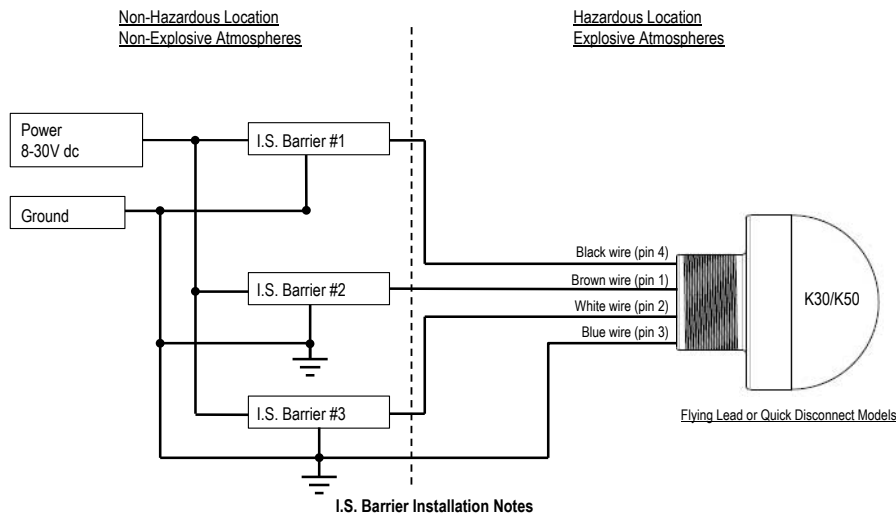 Non-Hazardous Location
Non-Explosive Atmospheres
Hazardous Location
Explosive Atmospheres
Power
8-30V dc
I.S. Barrier #1
Ground
Black wire (pin 4)
Brown wire (pin 1)
I.S. Barrier #2
White wire (pin 2)
K30/K50
Blue wire (pin 3)
I.S. Barrier #3
Flying Lead or Quick Disconnect Models
I.S. Barrier Installation Notes